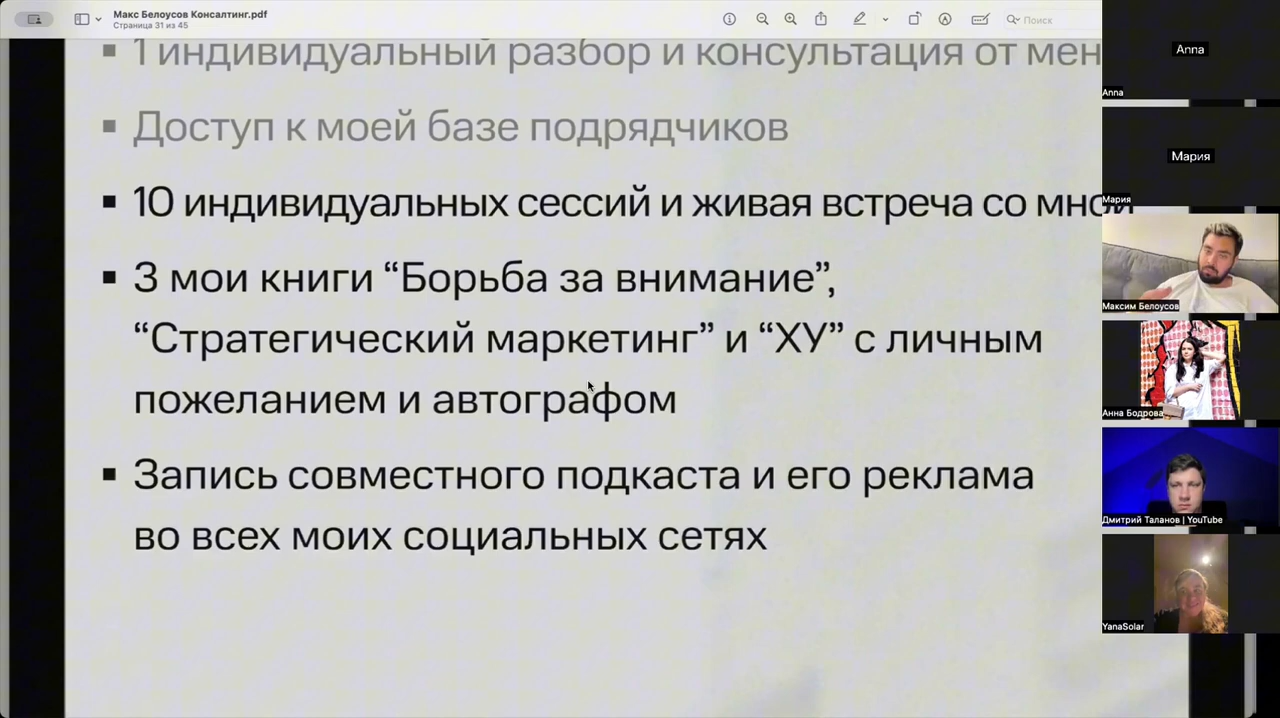 Макс Белоусов Консалтинг.pdf
Страница 31 из 45
Поиск
1 индивидуальный разбор и консультация от мен
Доступ к моей базе подрядчиков
10 индивидуальных сессий и живая встреча со мной
3 мои книги “Борьба за внимание”,
“Стратегический маркетинг” и “ХУ” с личным
пожеланием и автографом
Запись совместного подкаста и его реклама
во всех моих социальных сетях
Anna
Anna
Мария
Мария
Максим Белоусов
Анна Бодрова
Дмитрий Таланов | YouTube
YanaSolar